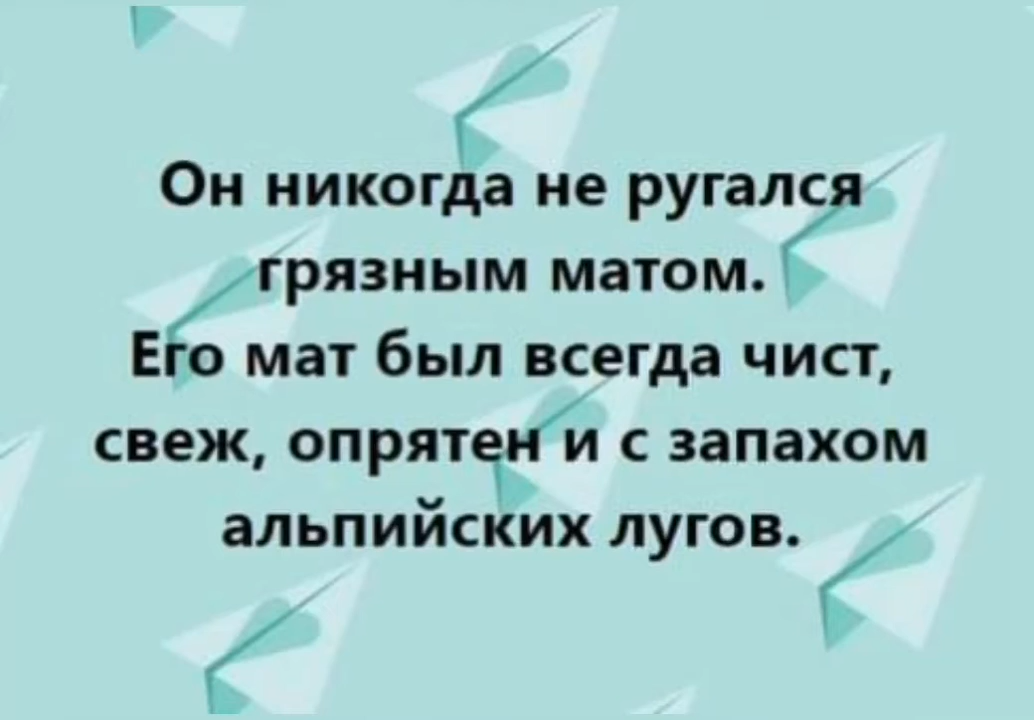 Он никогда не ругался
грязным матом.
Его мат был всегда чист,
свеж, опрятен и с запахом
альпийских лугов.